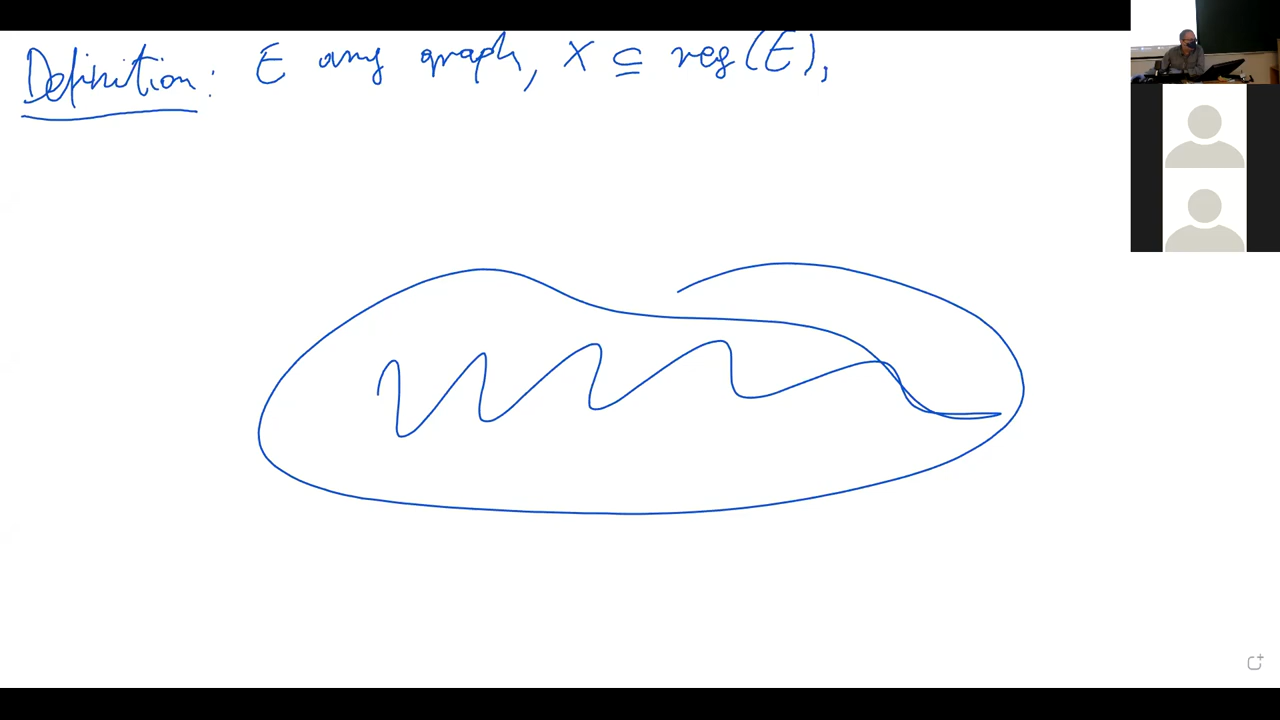 Definition: E any graph, X ⊆ reg(E),